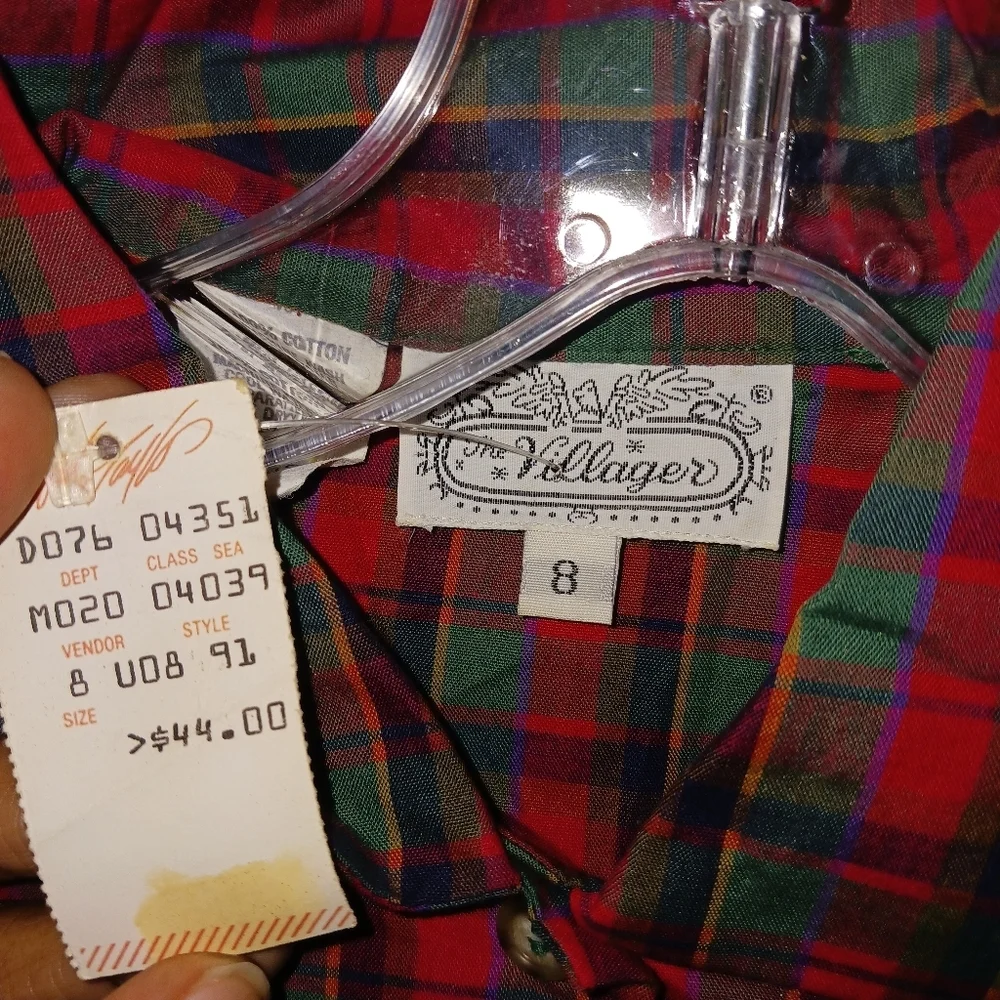 D076 04351
DEPT CLASS SEA
M020 04039
VENDOR STYLE
8 U08 91
SIZE
>$44.00
COTTON
The Villager
®
8